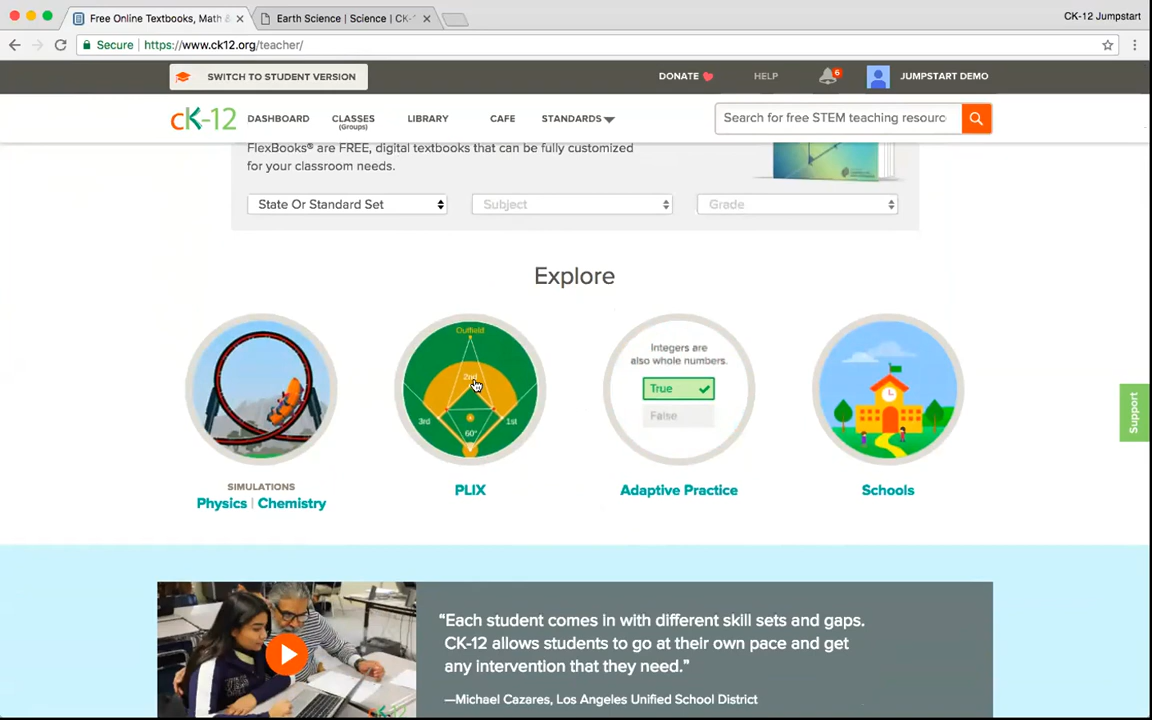 Free Online Textbooks, Math &
Earth Science | Science | CK-
CK-12 Jumpstart
Secure
https://www.ck12.org/teacher/
SWITCH TO STUDENT VERSION
DONATE
HELP
6
JUMPSTART DEMO
cK-12
DASHBOARD
CLASSES
(Groups)
LIBRARY
CAFE
STANDARDS
Search for free STEM teaching resourc
FlexBooks® are FREE, digital textbooks that can be fully customized
for your classroom needs.
State Or Standard Set
Subject
Grade
Explore
Outfield
2nd
3rd
1st
60°
Integers are
also whole numbers.
True
False
Support
SIMULATIONS
Physics | Chemistry
PLIX
Adaptive Practice
Schools
“Each student comes in with different skill sets and gaps.
CK-12 allows students to go at their own pace and get
any intervention that they need.”
—Michael Cazares, Los Angeles Unified School District